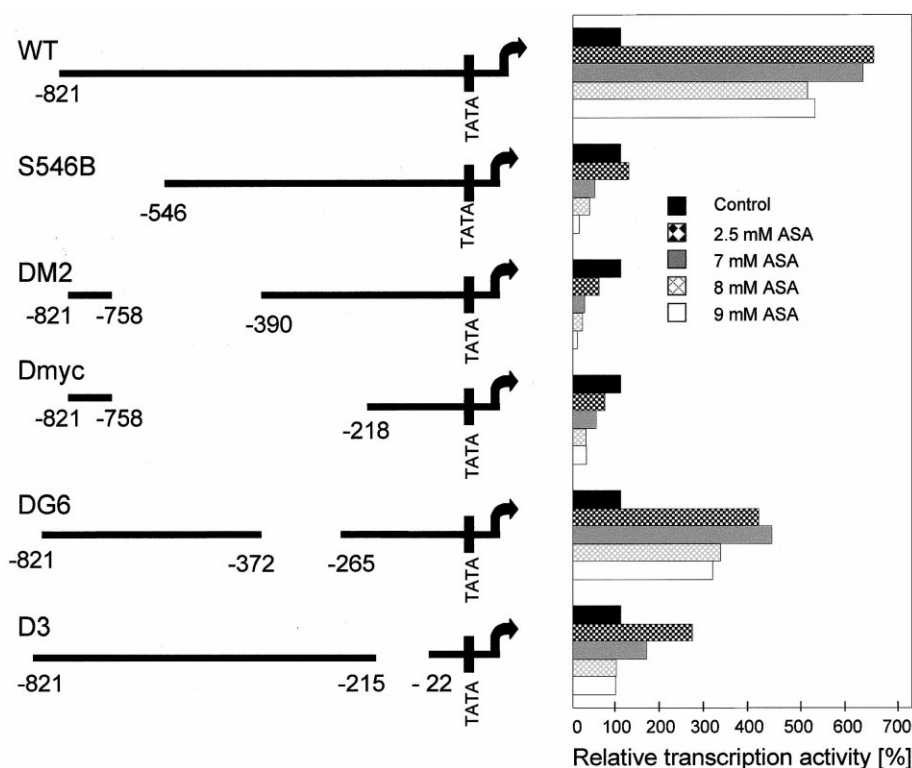 WT
-821
TATA
S546B
-546
TATA
Control
2.5 mM ASA
7 mM ASA
8 mM ASA
9 mM ASA
DM2
-821
-758
-390
TATA
Dmyc
-821
-758
-218
TATA
DG6
-821
-372
-265
TATA
D3
-821
-215
- 22
TATA
0 100 200 300 400 500 600 700
Relative transcription activity [%]